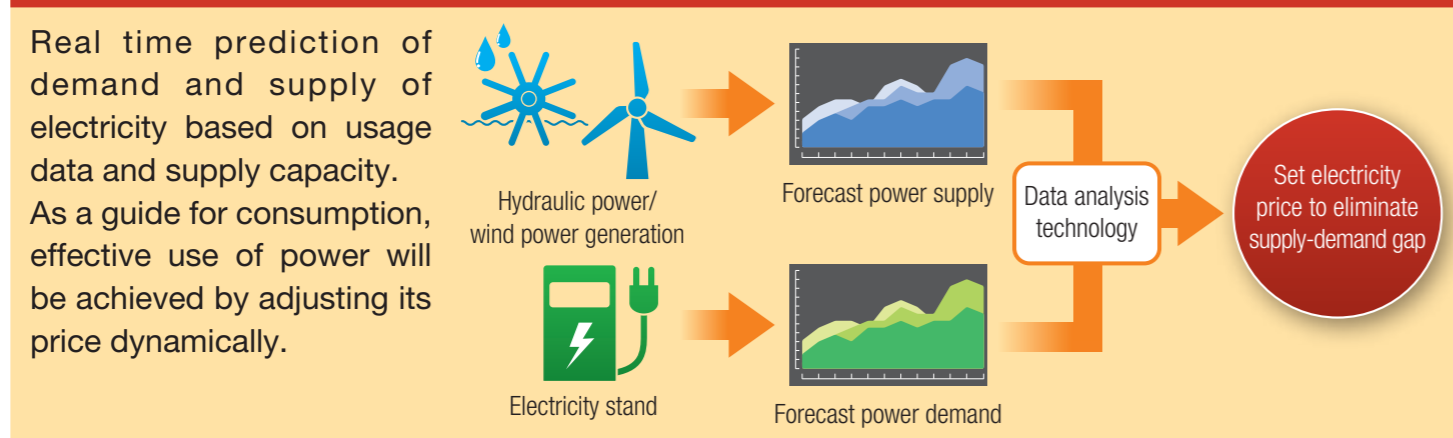 Real time prediction of
demand and supply of
electricity based on usage
data and supply capacity.
As a guide for consumption,
effective use of power will
be achieved by adjusting its
price dynamically.
Hydraulic power/
wind power generation
Forecast power supply
Electricity stand
Forecast power demand
Data analysis
technology
Set electricity
price to eliminate
supply-demand gap